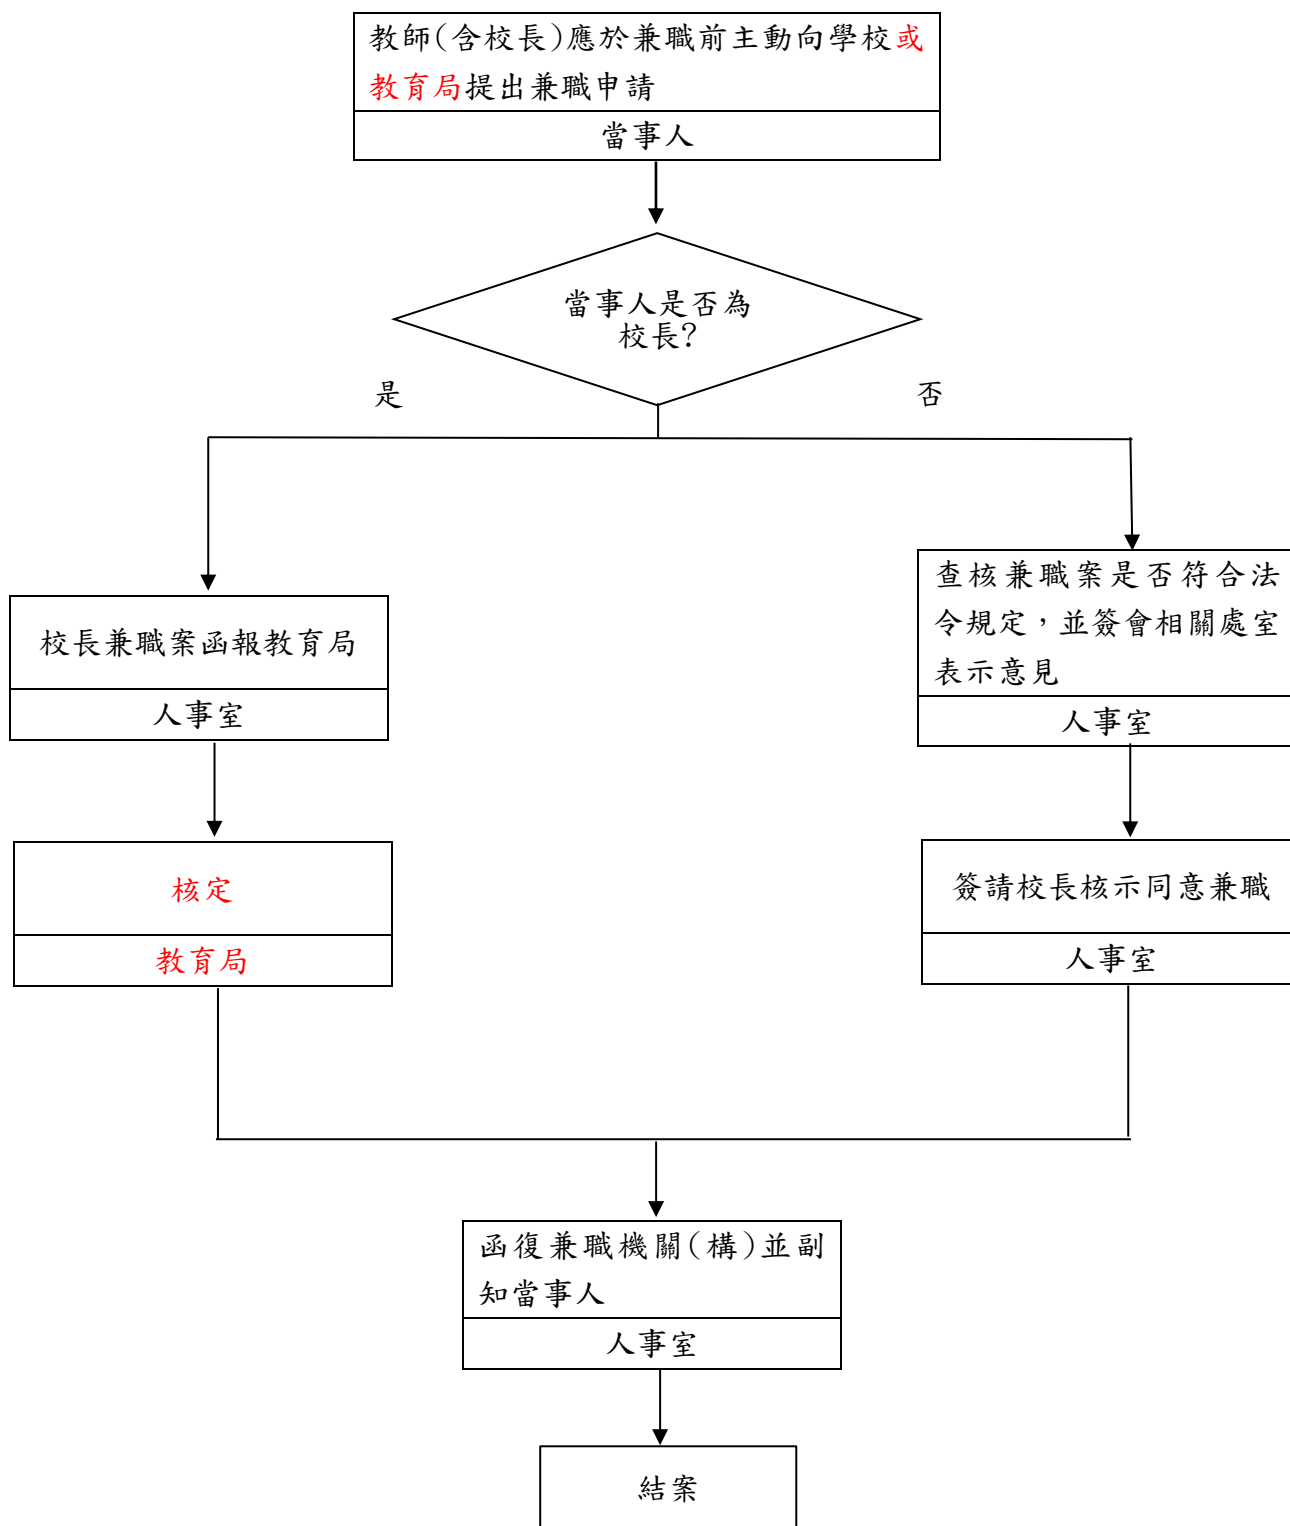 教師(含校長)應於兼職前主動向學校或
教育局提出兼職申請
當事人
當事人是否為
校長?
是
否
校長兼職案函報教育局
人事室
查核兼職案是否符合法
令規定，並簽會相關處室
表示意見
人事室
核定
教育局
簽請校長核示同意兼職
人事室
函復兼職機關(構)並副
知當事人
人事室
結案